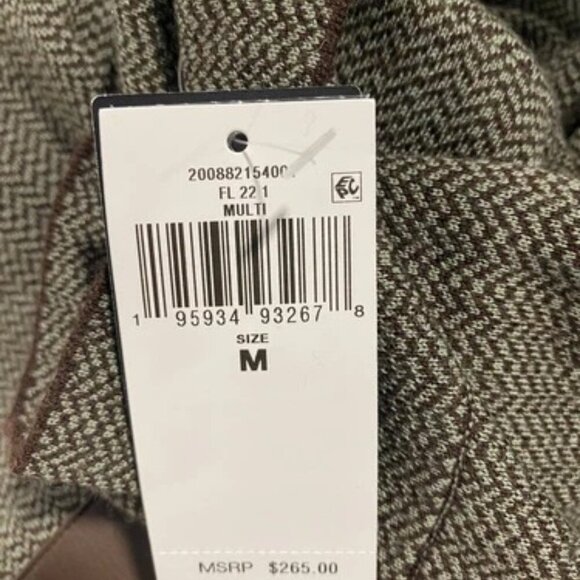 FL 22 1
MULTI
1 95934 93267 8
SIZE
M
MSRP $265.00